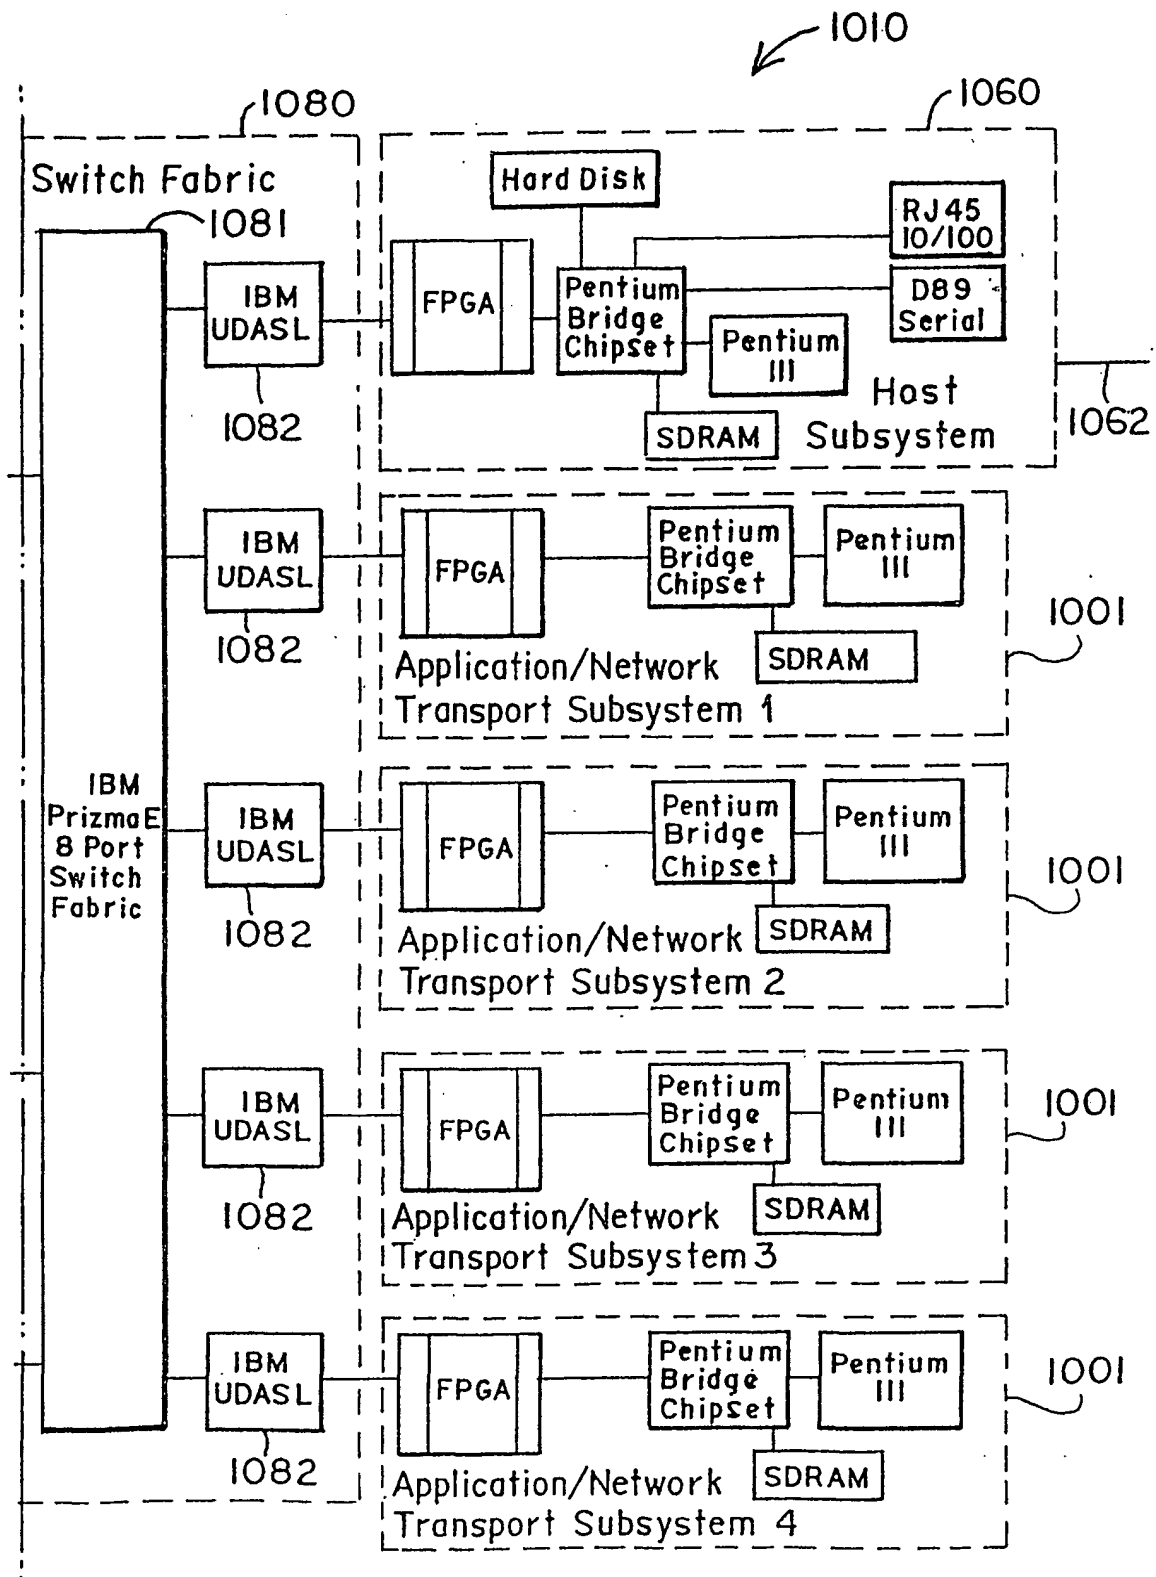 1010
1080
1060
Switch Fabric
1081
Hard Disk
RJ45
10/100
FPGA
IBM
UDASL
Pentium
Bridge
Chipset
D89
Serial
Pentium
III
1082
SDRAM
Host
Subsystem
1062
IBM
UDASL
1082
FPGA
Pentium
Bridge
Chipset
Pentium
III
SDRAM
1001
Application/Network
Transport Subsystem 1
IBM
PrizmaE
8 Port
Switch
Fabric
IBM
UDASL
1082
FPGA
Pentium
Bridge
Chipset
Pentium
III
SDRAM
1001
Application/Network
Transport Subsystem 2
IBM
UDASL
1082
FPGA
Pentium
Bridge
Chipset
Pentium
III
SDRAM
1001
Application/Network
Transport Subsystem 3
IBM
UDASL
1082
FPGA
Pentium
Bridge
Chipset
Pentium
III
SDRAM
1001
Application/Network
Transport Subsystem 4